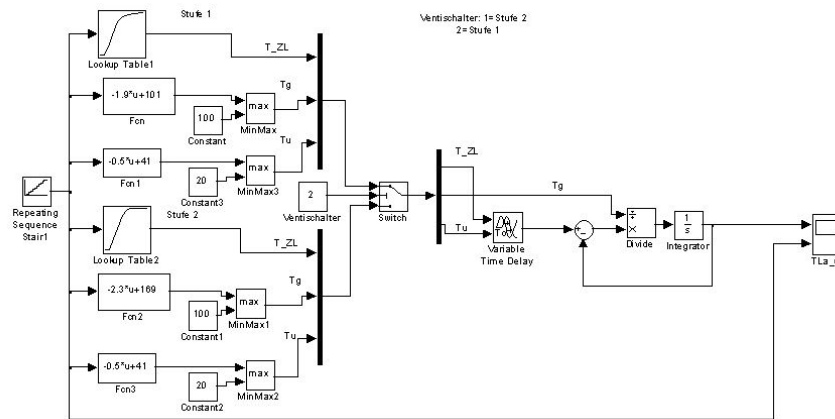 Stufe 1
Ventischalter: 1= Stufe 2
2= Stufe 1
T_ZL
Lookup Table1
-1.9*u+101
Fcn
100
Constant
max
MinMax
Tg
-0.5*u+41
Fcn1
20
Constant3
max
MinMax3
Tu
Repeating
Sequence
Stair1
Stufe 2
Lookup Table2
T_ZL
2
Ventischalter
Switch
T_ZL
Tg
Tu
Variable
Time Delay
Divide
1
s
Integrator
-2.3*u+169
Fcn2
100
Constant1
max
MinMax1
Tg
-0.5*u+41
Fcn3
20
Constant2
max
MinMax2
Tu